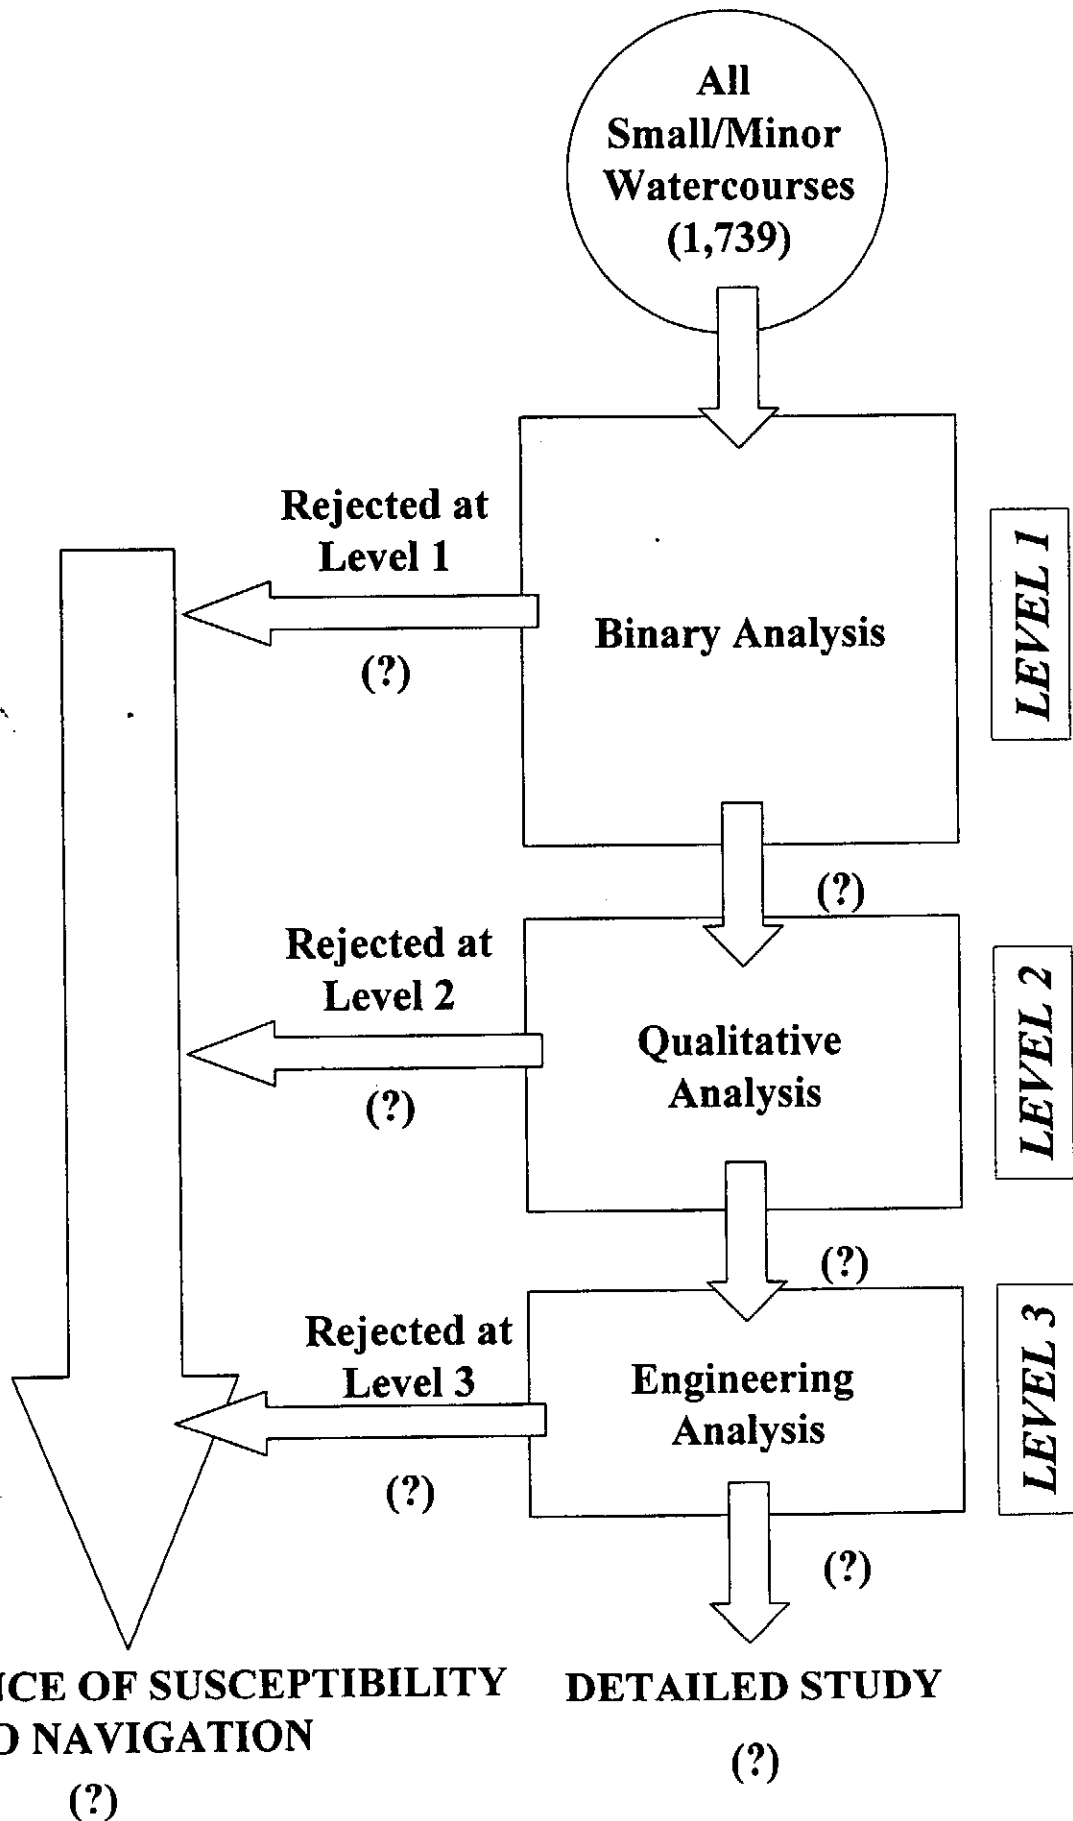 All
Small/Minor
Watercourses
(1,739)
Rejected at
Level 1
(?)
Binary Analysis
LEVEL 1
(?)
Rejected at
Level 2
(?)
Qualitative
Analysis
LEVEL 2
(?)
Rejected at
Level 3
(?)
Engineering
Analysis
LEVEL 3
(?)
OF SUSCEPTIBILITY
NAVIGATION
(?)
DETAILED STUDY
(?)